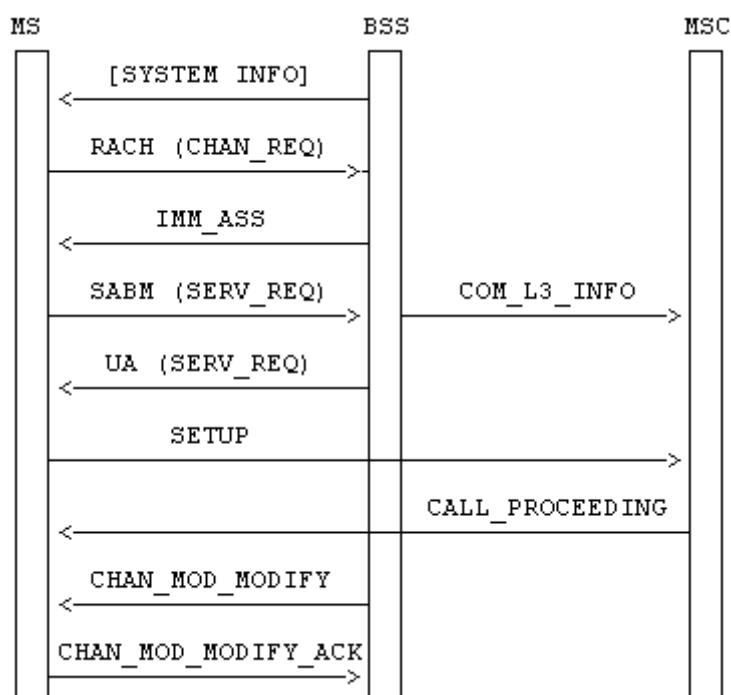 MS BSS MSC
[SYSTEM INFO]
RACH (CHAN_REQ)
IMM_ASS
SABM (SERV_REQ) COM_L3_INFO
UA (SERV_REQ)
SETUP
CALL_PROCEEDING
CHAN_MOD_MODIFY
CHAN_MOD_MODIFY_ACK